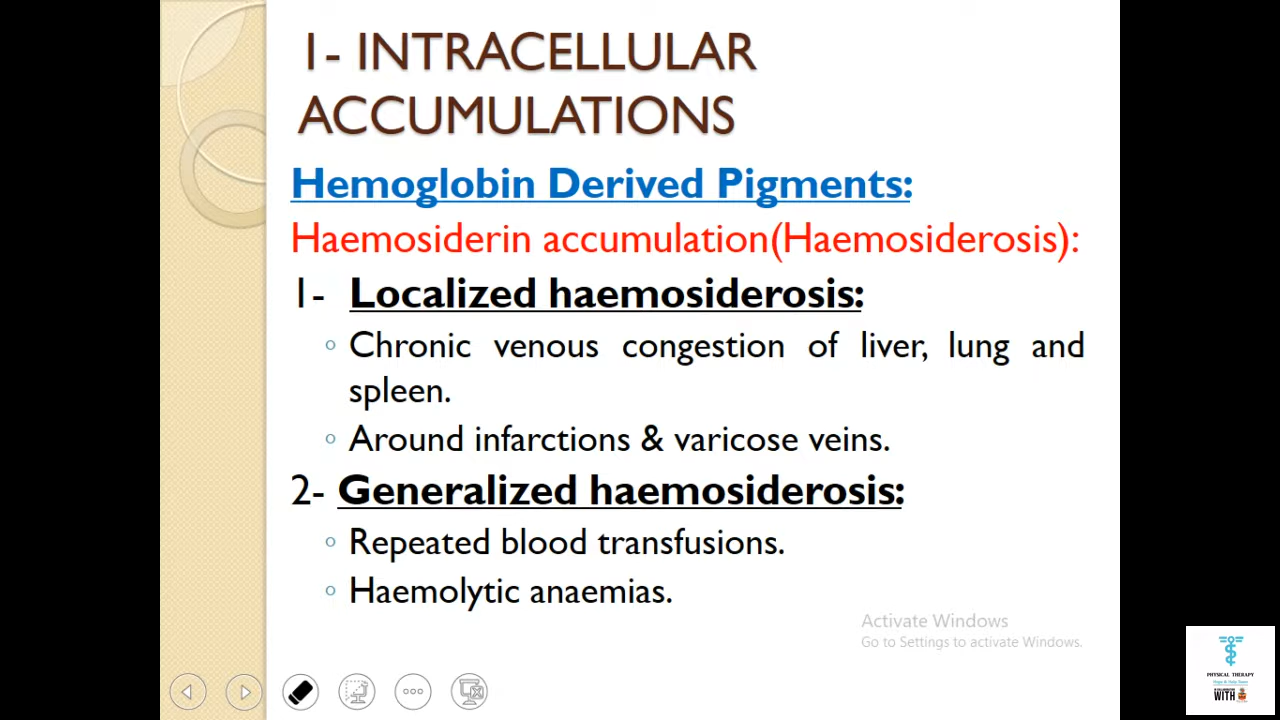 1- INTRACELLULAR
ACCUMULATIONS
Hemoglobin Derived Pigments:
Haemosiderin accumulation(Haemosiderosis):
1- Localized haemosiderosis:
Chronic venous congestion of liver, lung and
spleen.
Around infarctions & varicose veins.
2- Generalized haemosiderosis:
Repeated blood transfusions.
Haemolytic anaemias.
Activate Windows
Go to Settings to activate Windows.
PHYSICAL THERAPY
WITH